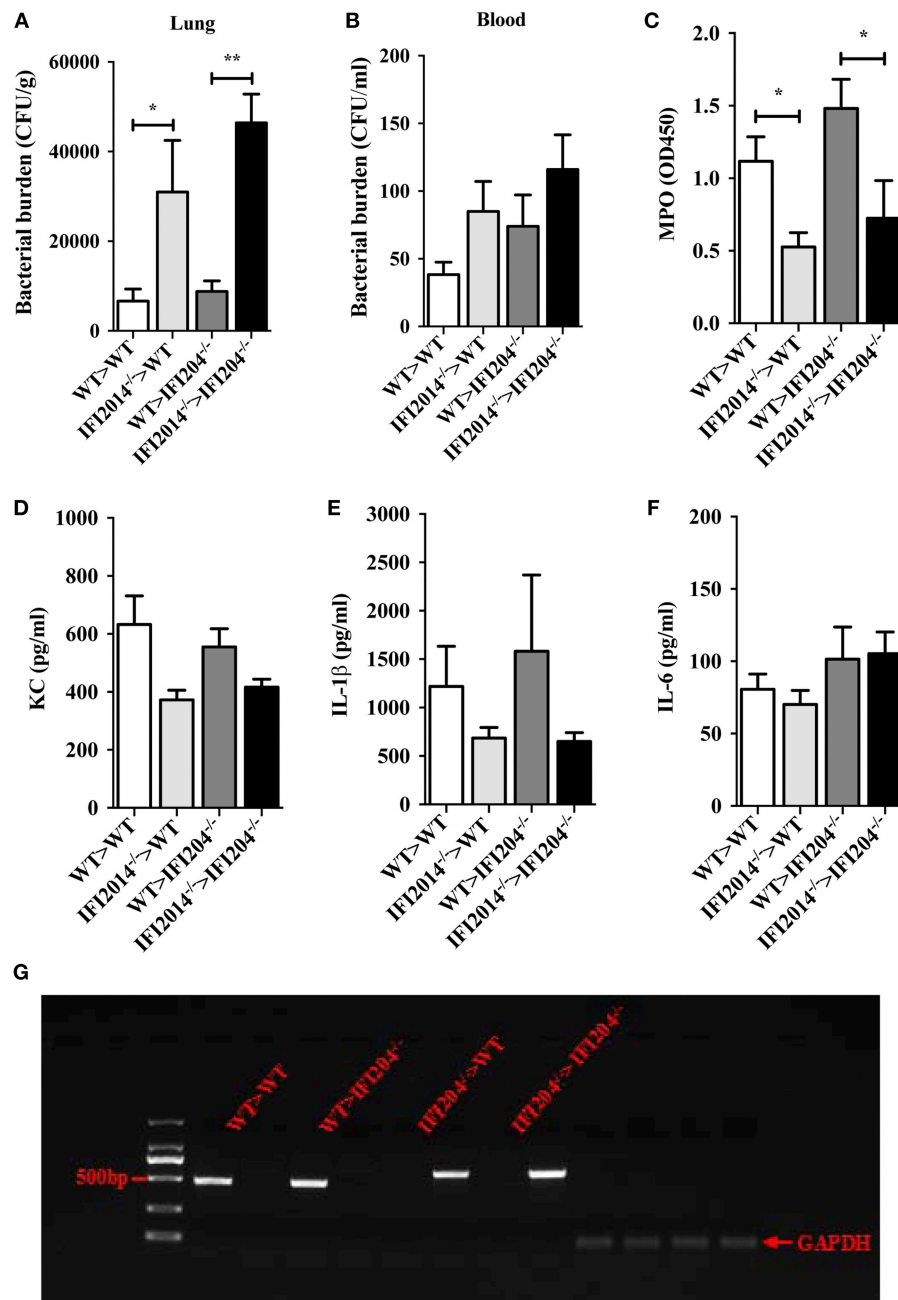 A
Lung
Bacterial burden (CFU/g)
60000
40000
20000
0
*
**
WT>WT
IFI2014-/->WT
WT>IFI204-/-
IFI2014-/->IFI204-/-
B
Blood
Bacterial burden (CFU/ml)
200
150
100
50
0
WT>WT
IFI2014-/->WT
WT>IFI204-/-
IFI2014-/->IFI204-/-
C
MPO (OD450)
2.0
1.5
1.0
0.5
0.0
*
*
WT>WT
IFI2014-/->WT
WT>IFI204-/-
IFI2014-/->IFI204-/-
D
KC (pg/ml)
1000
800
600
400
200
0
WT>WT
IFI2014-/->WT
WT>IFI204-/-
IFI2014-/->IFI204-/-
E
IL-1β (pg/ml)
3000
2500
2000
1500
1000
500
0
WT>WT
IFI2014-/->WT
WT>IFI204-/-
IFI2014-/->IFI204-/-
F
IL-6 (pg/ml)
200
150
100
50
0
WT>WT
IFI2014-/->WT
WT>IFI204-/-
IFI2014-/->IFI204-/-
G
WT>WT
WT>IFI204-/-
IFI204-/->WT
IFI204-/->IFI204-/-
500bp
GAPDH